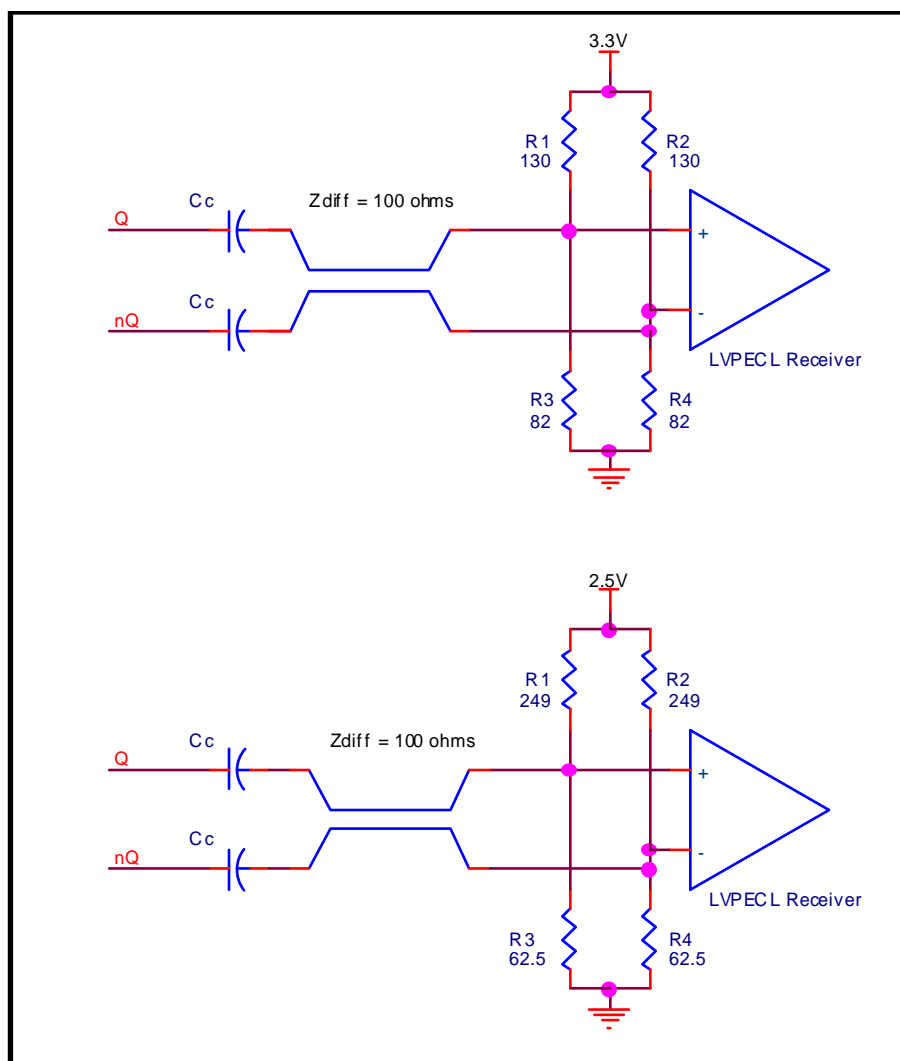 3.3V
R1
130
R2
130
Cc
Zdiff = 100 ohms
Q
+
Cc
nQ
-
LVPECL Receiver
R3
82
R4
82
2.5V
R1
249
R2
249
Cc
Zdiff = 100 ohms
Q
+
Cc
nQ
-
LVPECL Receiver
R3
62.5
R4
62.5